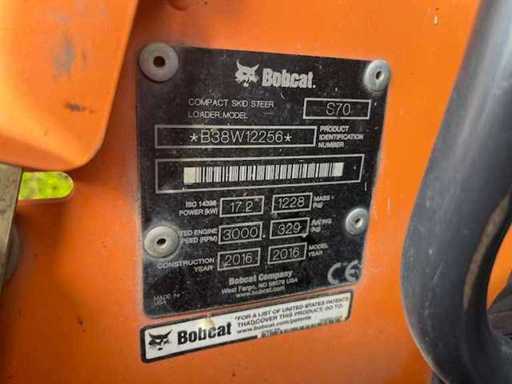 Bobcat.
COMPACT SKID STEER
LOADER, MODEL S70
*B38W12256* PRODUCT IDENTIFICATION NUMBER
ISO 14396 POWER (kW) 17.2 1228 MASS (kg)
RATED ENGINE SPEED (RPM) 3000 329 RATING (kg)
CONSTRUCTION YEAR 2016 2016 MODEL YEAR
Bobcat Company
West Fargo, ND 58078 USA
www.bobcat.com
MADE IN USA
CE
Bobcat
*FOR A LIST OF UNITED STATES PATENTS
THAT COVER THIS PRODUCT, GO TO
www.bobcat.com/patents